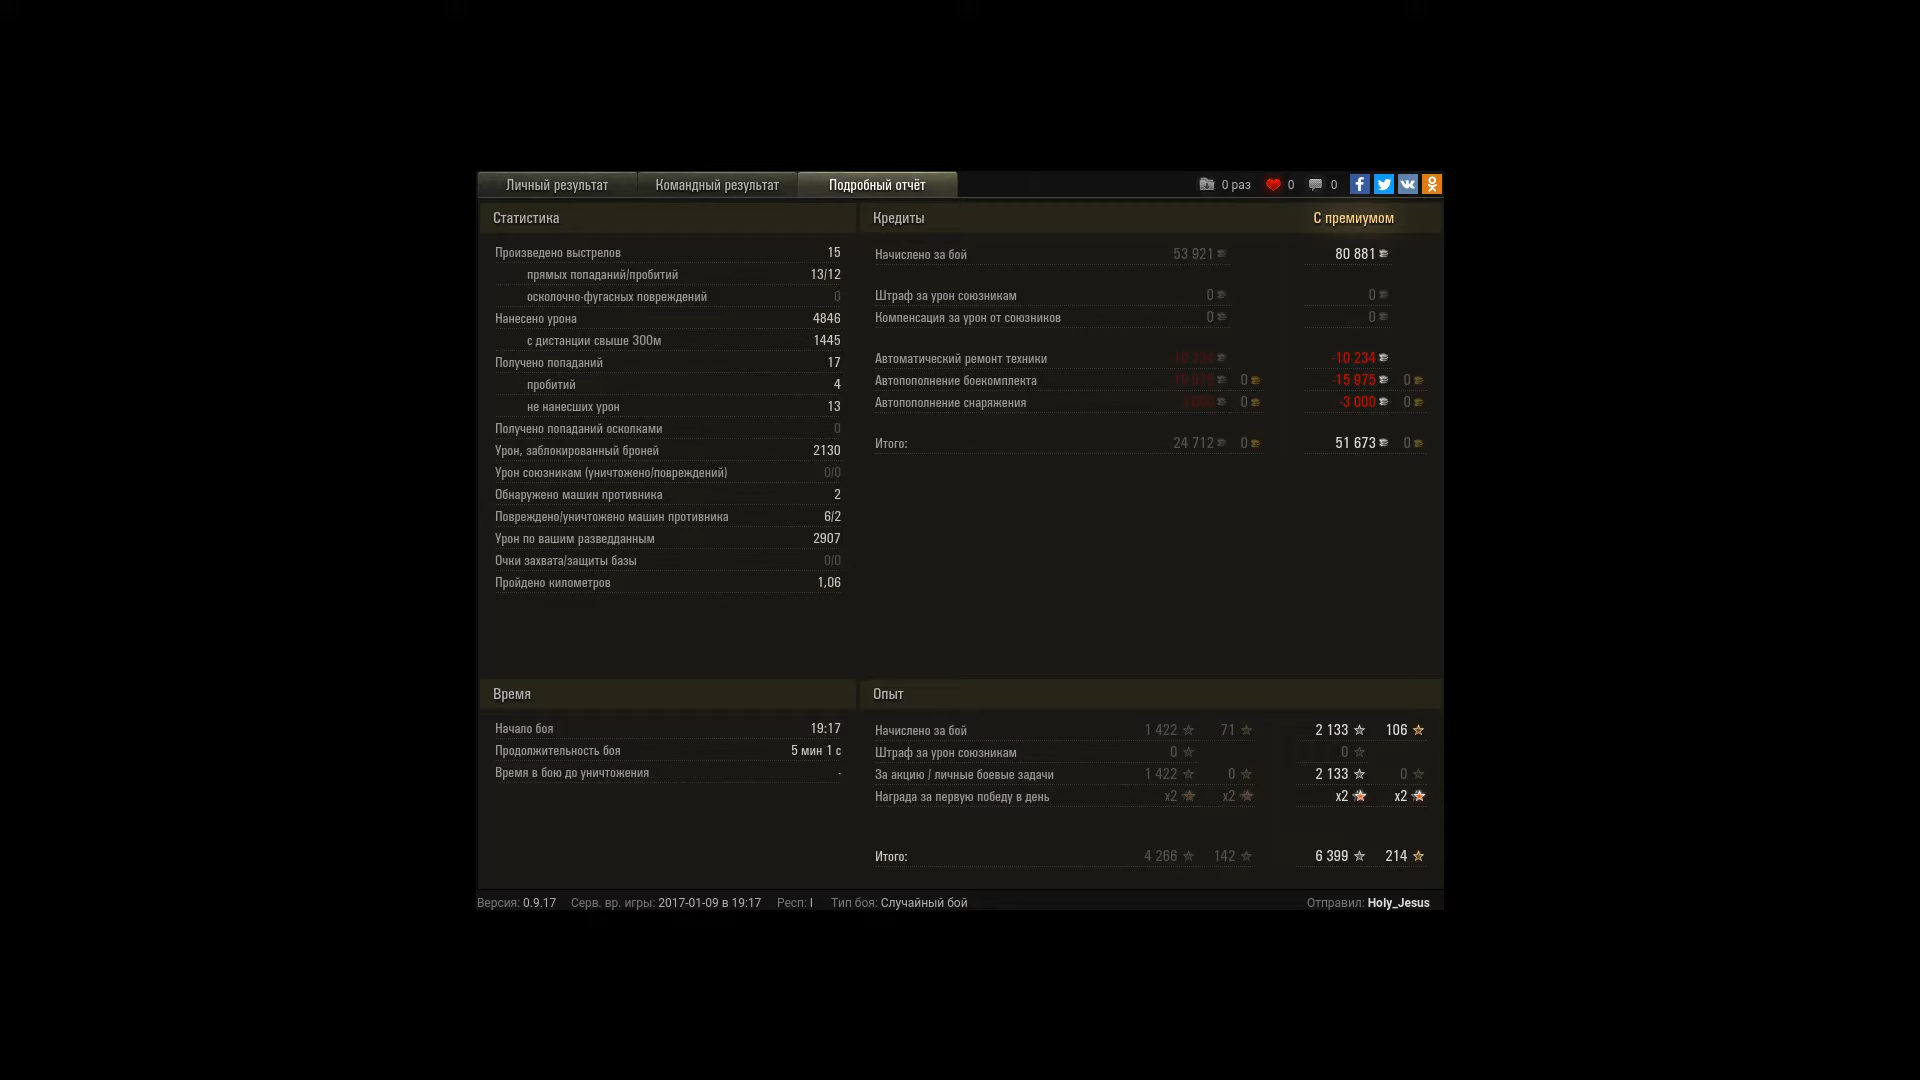 Личный результат Командный результат Подробный отчёт 0 раз 0 0
Статистика
Произведено выстрелов 15
прямых попаданий/пробитий 13/12
осколочно-фугасных повреждений 0
Нанесено урона 4846
с дистанции свыше 300м 1445
Получено попаданий 17
пробитий 4
не нанесших урон 13
Получено попаданий осколками 0
Урон, заблокированный броней 2130
Урон союзникам (уничтожено/повреждений) 0/0
Обнаружено машин противника 2
Повреждено/уничтожено машин противника 6/2
Урон по вашим разведданным 2907
Очки захвата/защиты базы 0/0
Пройдено километров 1,06
Кредиты С премиумом
Начислено за бой 53 921 80 881
Штраф за урон союзникам 0 0
Компенсация за урон от союзников 0 0
Автоматический ремонт техники -10 234
Автопополнение боекомплекта 0 -15 975 0
Автопополнение снаряжения 0 -3 000 0
Итого: 24 712 0 51 673 0
Время
Начало боя 19:17
Продолжительность боя 5 мин 1 с
Время в бою до уничтожения -
Опыт
Начислено за бой 1 422 71 2 133 106
Штраф за урон союзникам 0 0
За акцию / личные боевые задачи 1 422 0 2 133 0
Награда за первую победу в день x2 x2 x2 x2
Итого: 4 266 142 6 399 214
Версия: 0.9.17 Серв. вр. игры: 2017-01-09 в 19:17 Респ: I Тип боя: Случайный бой Отправил: Holy_Jesus